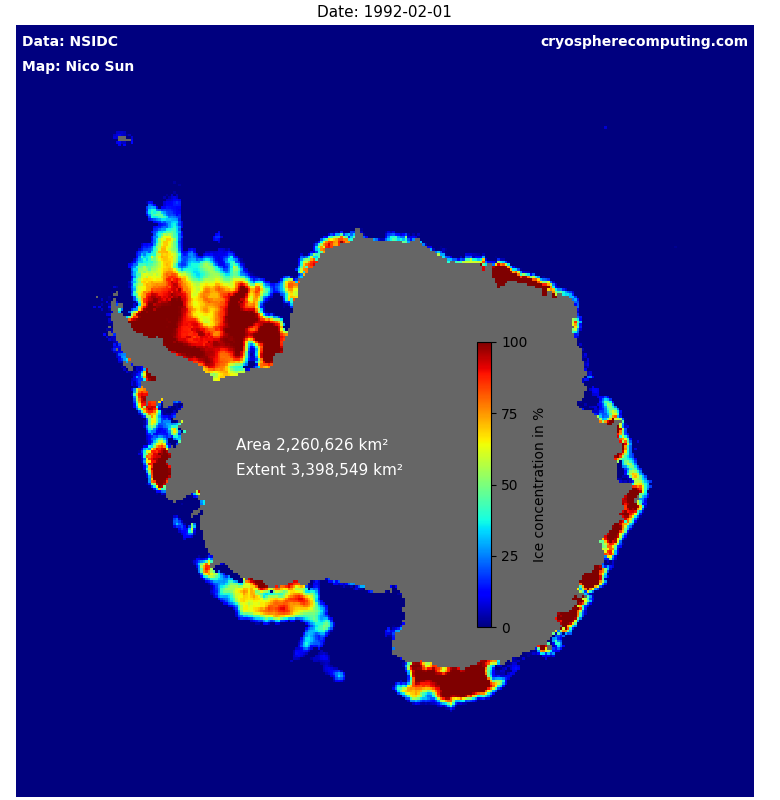 Date: 1992-02-01
Data: NSIDC
cryospherecomputing.com
Map: Nico Sun
100
75
50
25
0
Ice concentration in %
Area 2,260,626 km²
Extent 3,398,549 km²